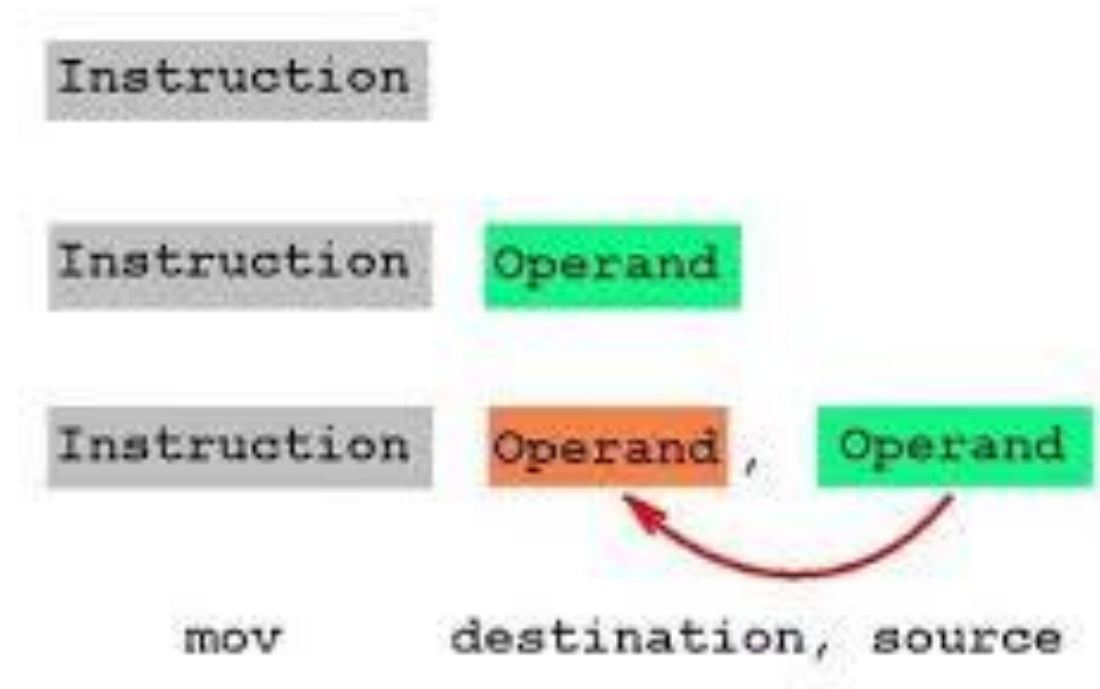 Instruction
Instruction Operand
Instruction Operand , Operand
mov destination, source